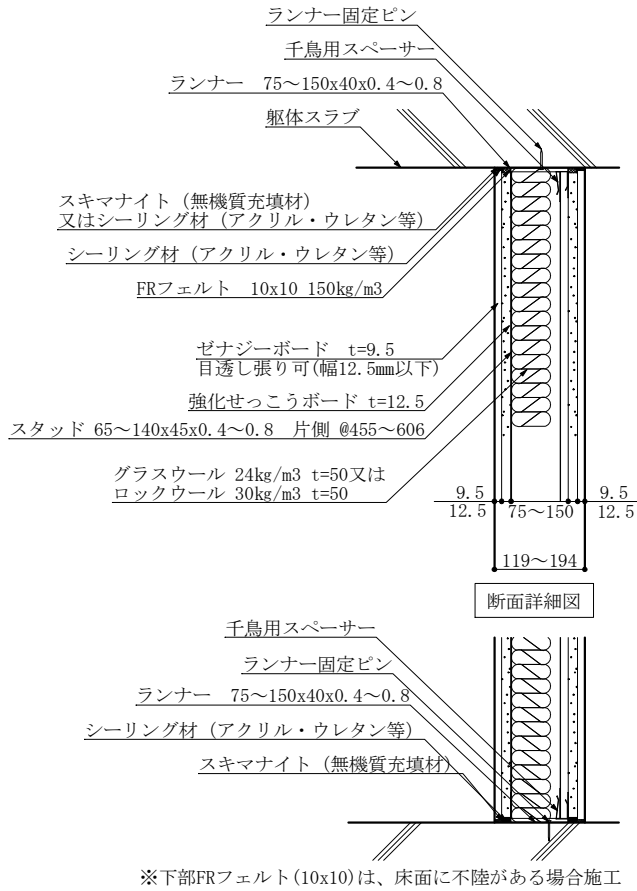 ランナー固定ピン
千鳥用スペーサー
ランナー 75～150x40x0.4～0.8
躯体スラブ
スキマナイト（無機質充填材）
又はシーリング材（アクリル・ウレタン等）
シーリング材（アクリル・ウレタン等）
FRフェルト 10x10 150kg/m3
ゼナジーボード t=9.5
目透し張り可(幅12.5mm以下)
強化せっこうボード t=12.5
スタッド 65～140x45x0.4～0.8 片側 @455～606
グラスウール 24kg/m3 t=50又は
ロックウール 30kg/m3 t=50
9.5 9.5
12.5 75～150 12.5
119～194
断面詳細図
千鳥用スペーサー
ランナー固定ピン
ランナー 75～150x40x0.4～0.8
シーリング材（アクリル・ウレタン等）
スキマナイト（無機質充填材）
※下部FRフェルト(10x10)は、床面に不陸がある場合施工